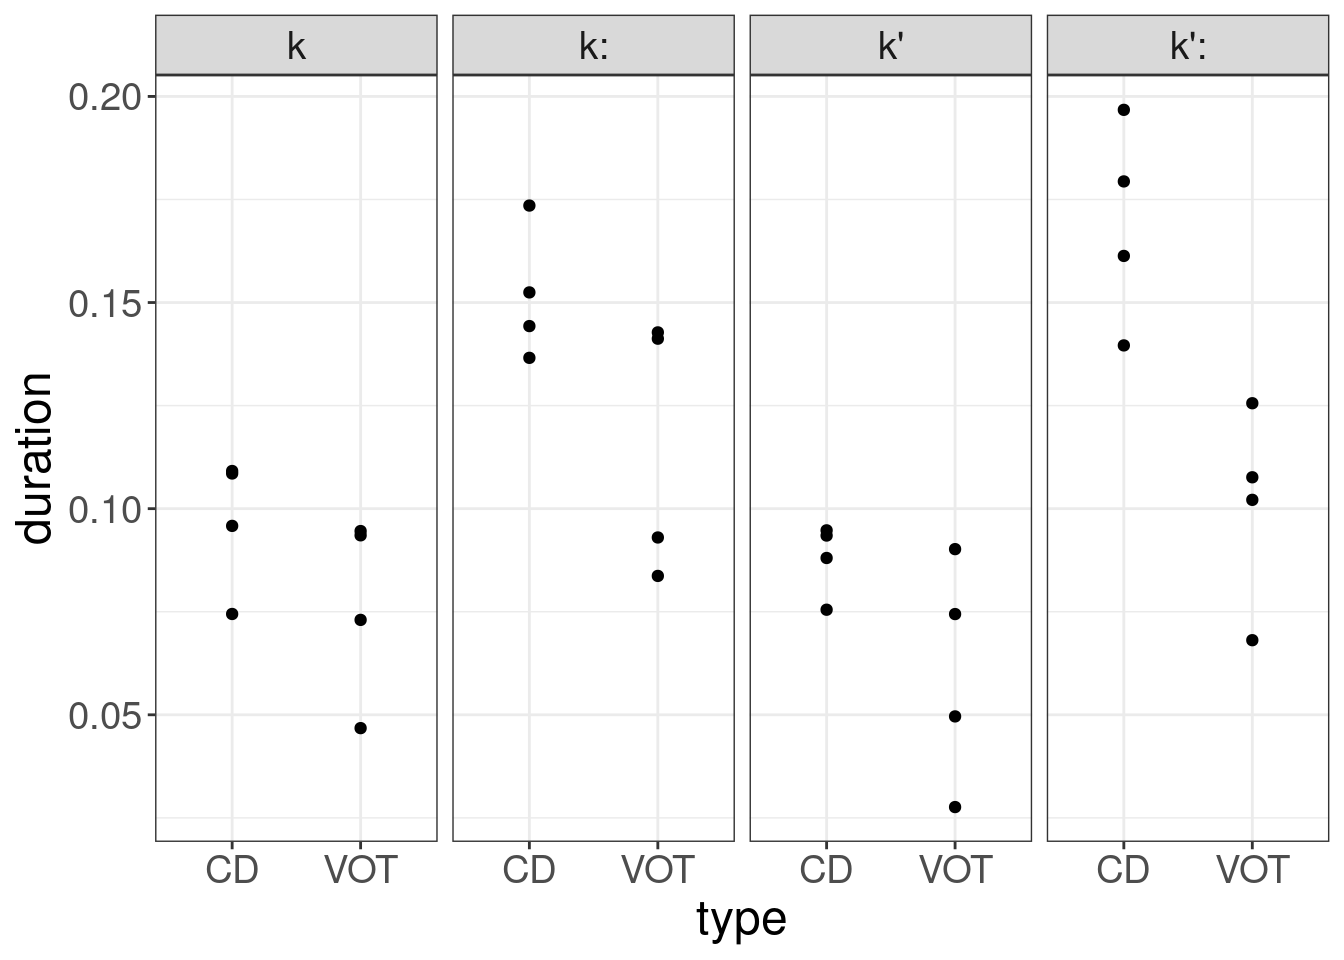 k k: k' k':
0.20
0.15
0.10
0.05
duration
CD VOT CD VOT CD VOT CD VOT
type